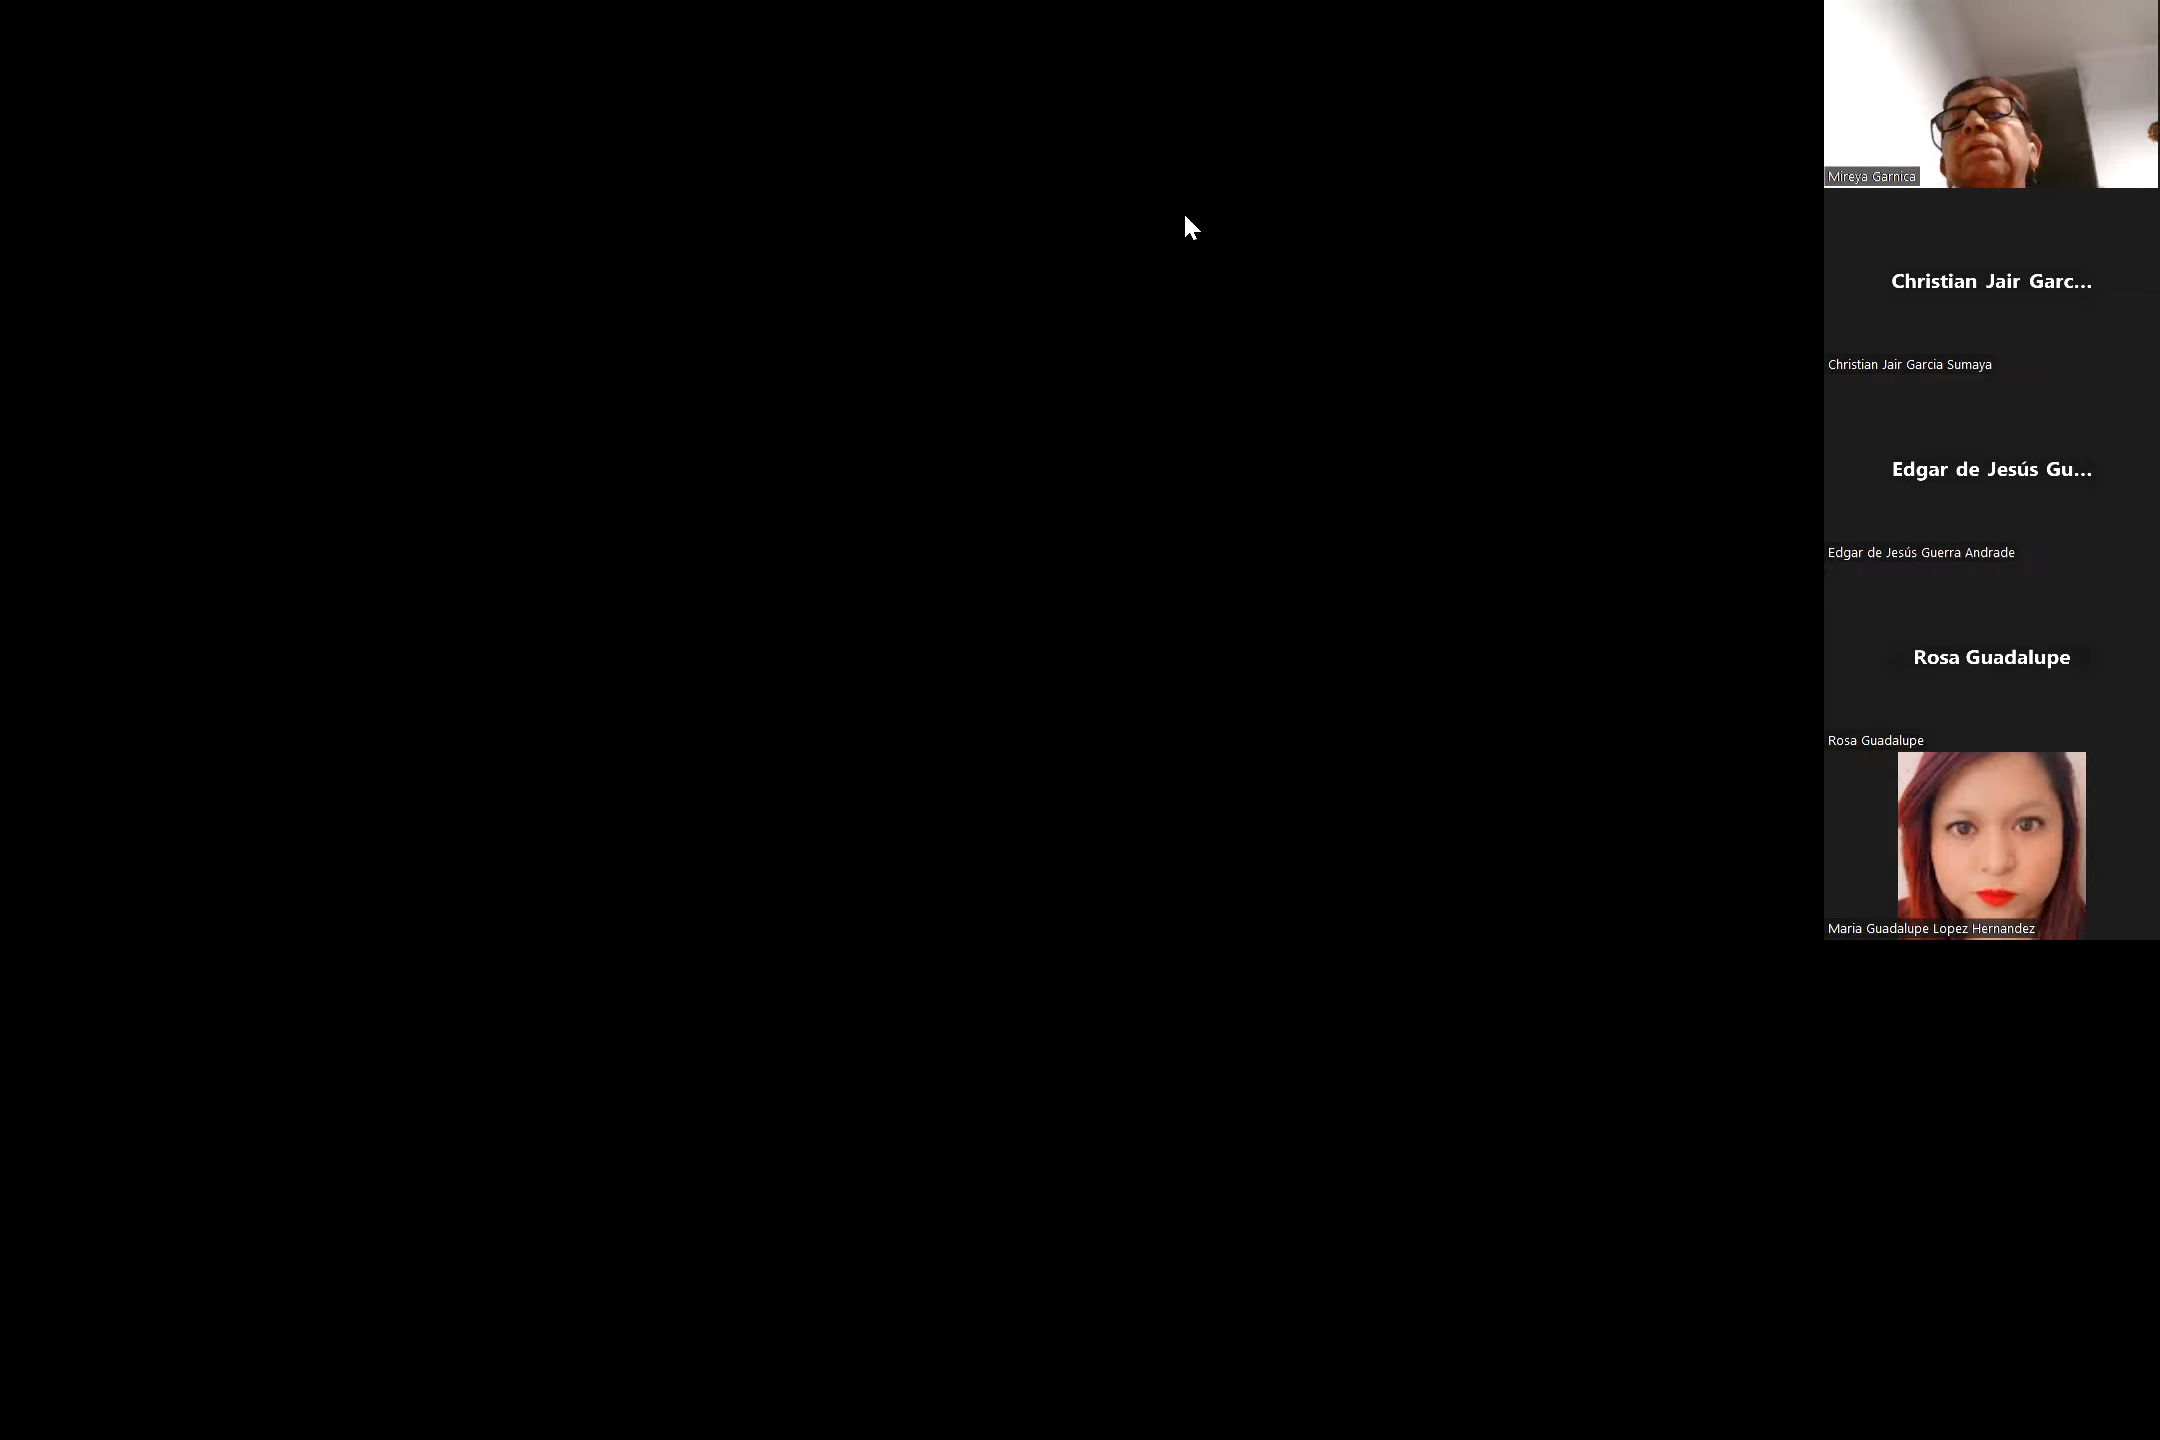 Mireya Garnica
Christian Jair Garc...
Christian Jair Garcia Sumaya
Edgar de Jesús Gu...
Edgar de Jesús Guerra Andrade
Rosa Guadalupe
Rosa Guadalupe
Maria Guadalupe Lopez Hernandez